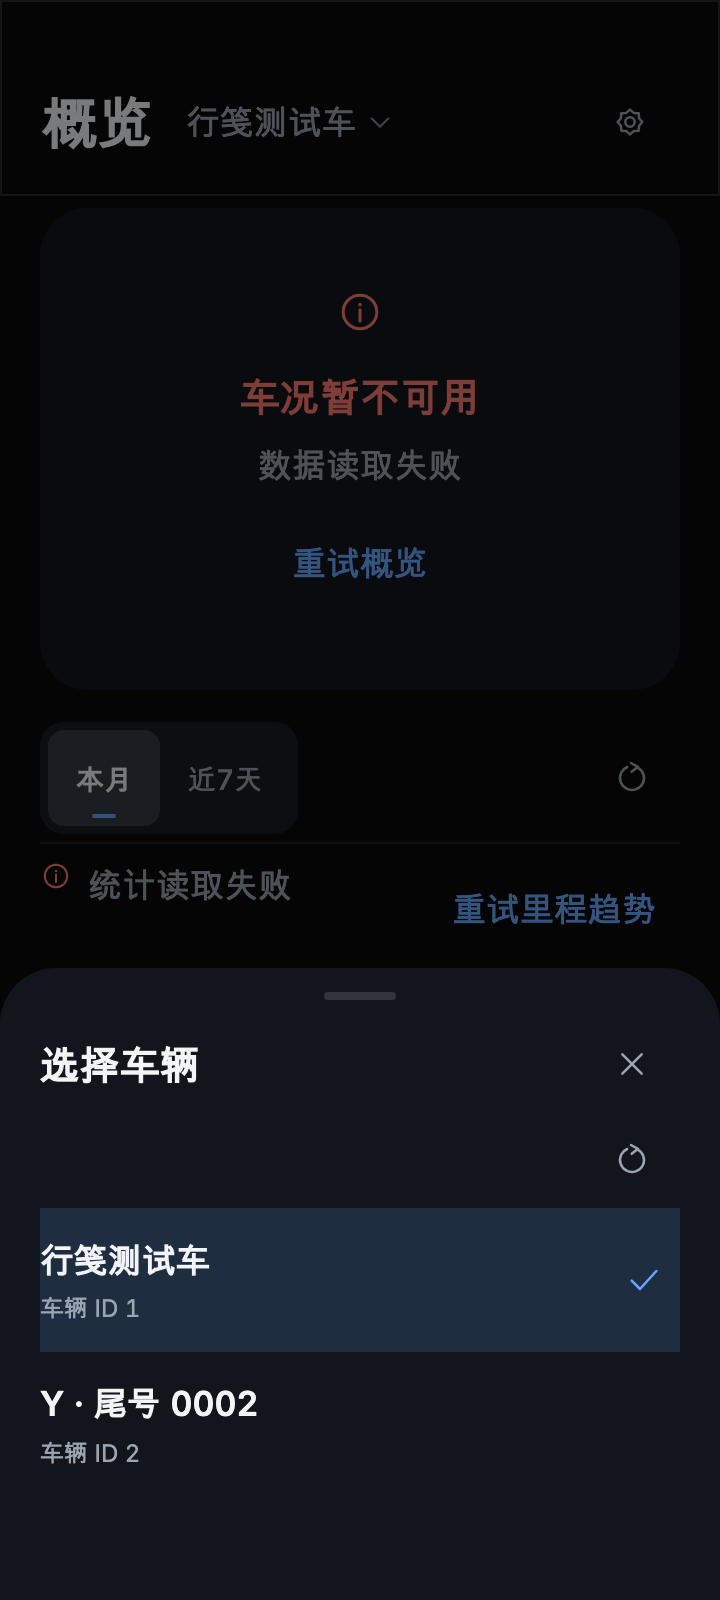 概览 行笺测试车
车况暂不可用
数据读取失败
重试概览
本月 近7天
统计读取失败
重试里程趋势
选择车辆
行笺测试车
车辆 ID 1
Y · 尾号 0002
车辆 ID 2